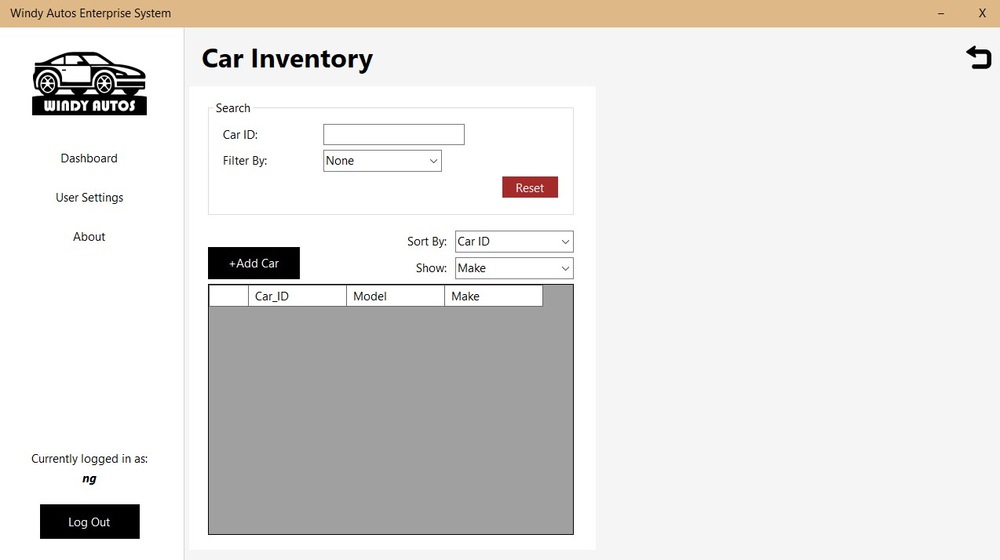 Windy Autos Enterprise System
– X
WINDY AUTOS
Dashboard
User Settings
About
Currently logged in as:
ng
Log Out
Car Inventory
Search
Car ID:
Filter By: None
Reset
Sort By: Car ID
+Add Car
Show: Make
Car_ID Model Make